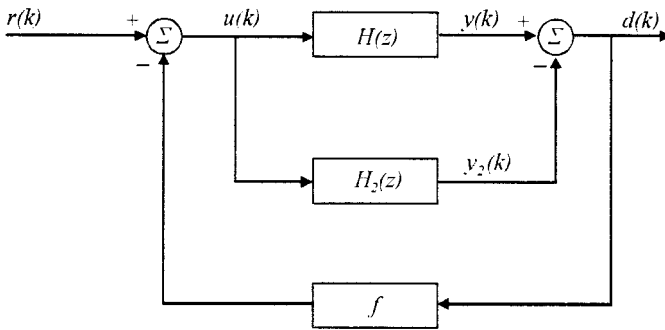 r(k) + Σ u(k) H(z) y(k) + Σ d(k)
− −
H₂(z) y₂(k)
f